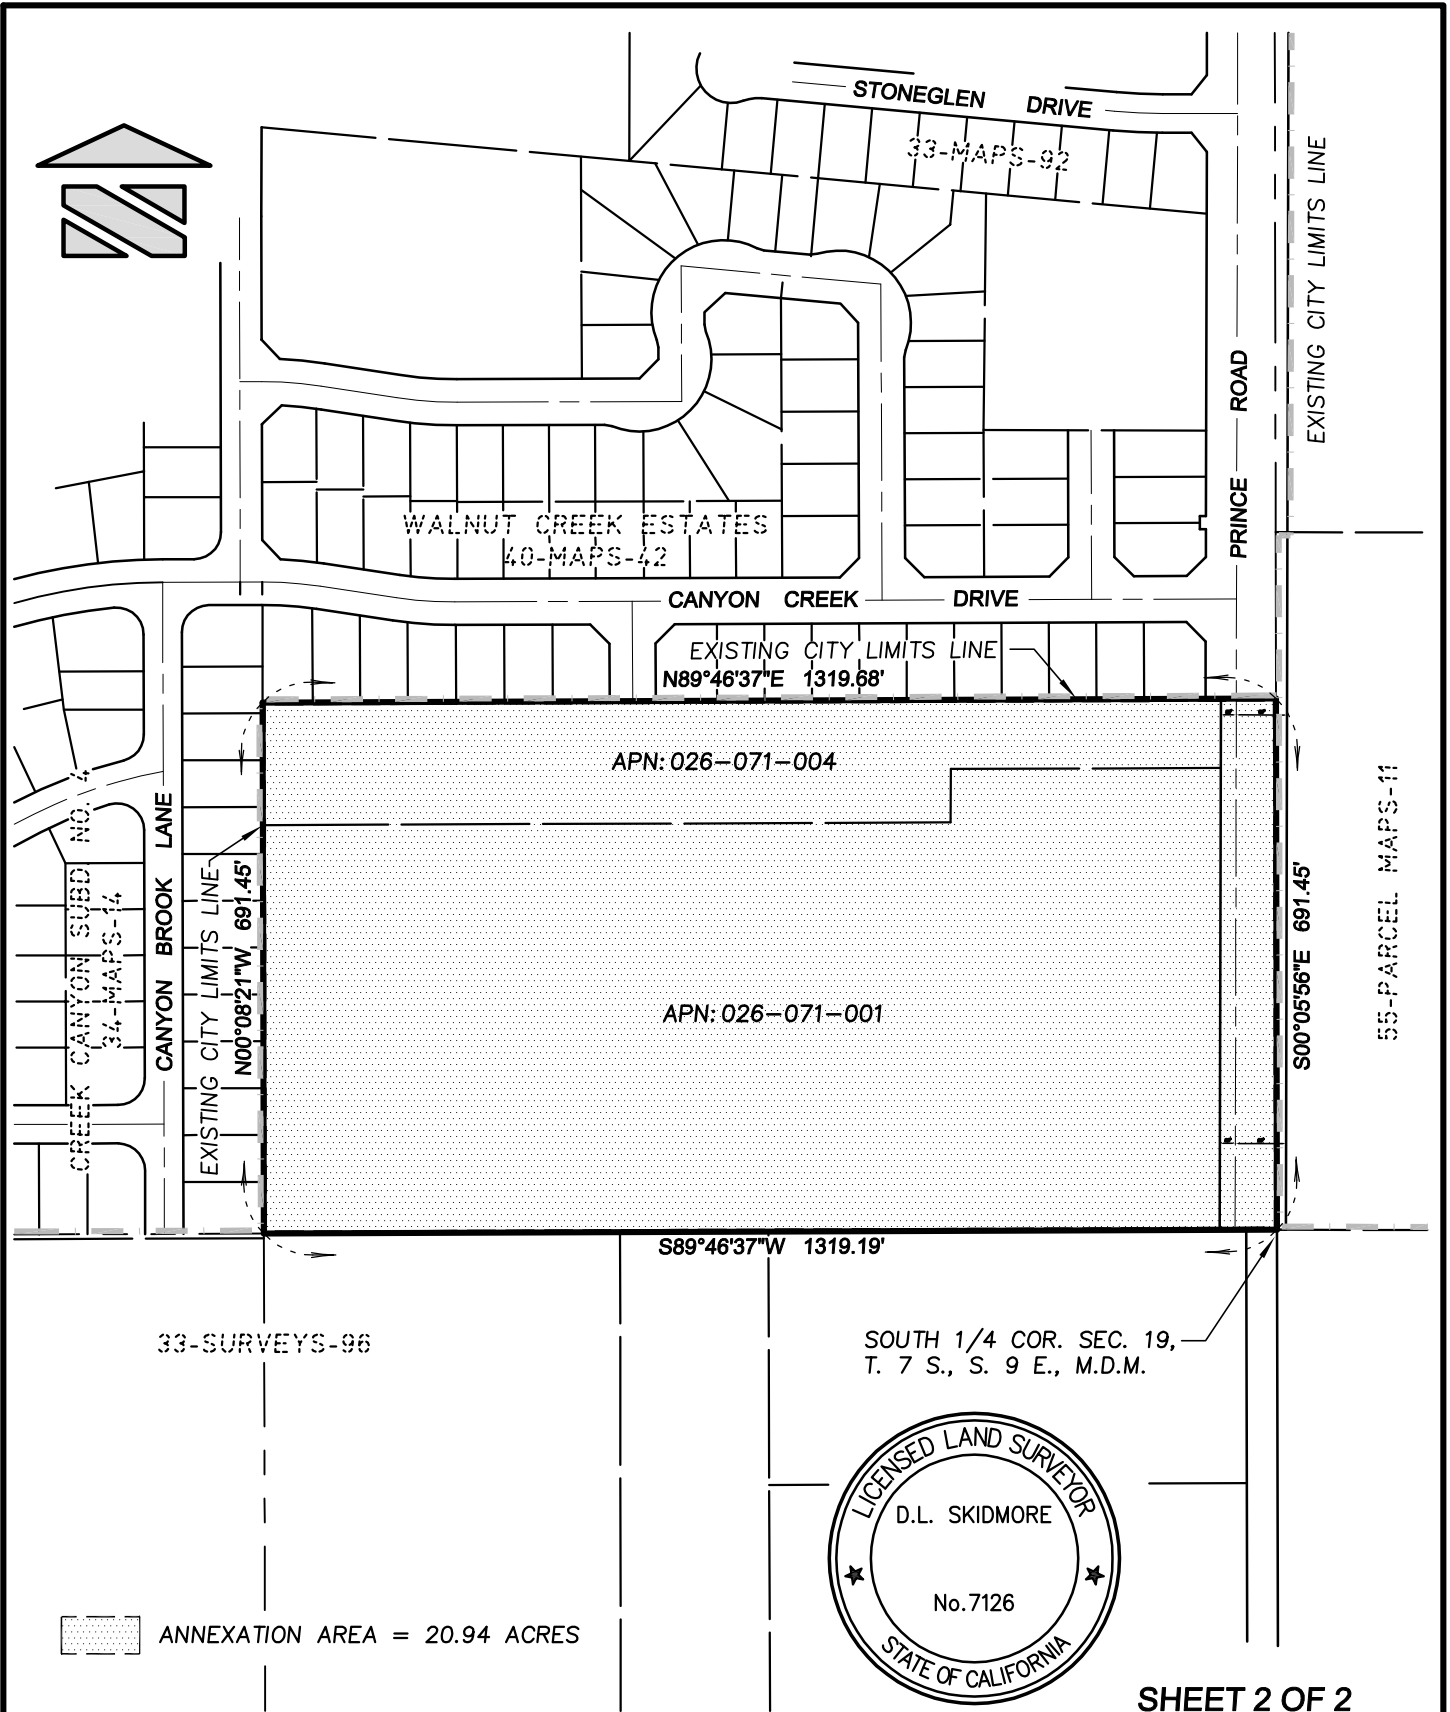 STONEGLEN DRIVE
33-MAPS-92
EXISTING CITY LIMITS LINE
PRINCE ROAD
WALNUT CREEK ESTATES
40-MAPS-42
CANYON CREEK DRIVE
EXISTING CITY LIMITS LINE
N89°46'37"E 1319.68'
APN: 026-071-004
CREEK CANYON SUBD. NO. 4
34-MAPS-14
CANYON BROOK LANE
EXISTING CITY LIMITS LINE
N00°08'21"W 691.45'
APN: 026-071-001
S00°05'56"E 691.45'
55-PARCEL MAPS-11
S89°46'37"W 1319.19'
33-SURVEYS-96
SOUTH 1/4 COR. SEC. 19,
T. 7 S., S. 9 E., M.D.M.
LICENSED LAND SURVEYOR
D.L. SKIDMORE
No.7126
STATE OF CALIFORNIA
ANNEXATION AREA = 20.94 ACRES
SHEET 2 OF 2